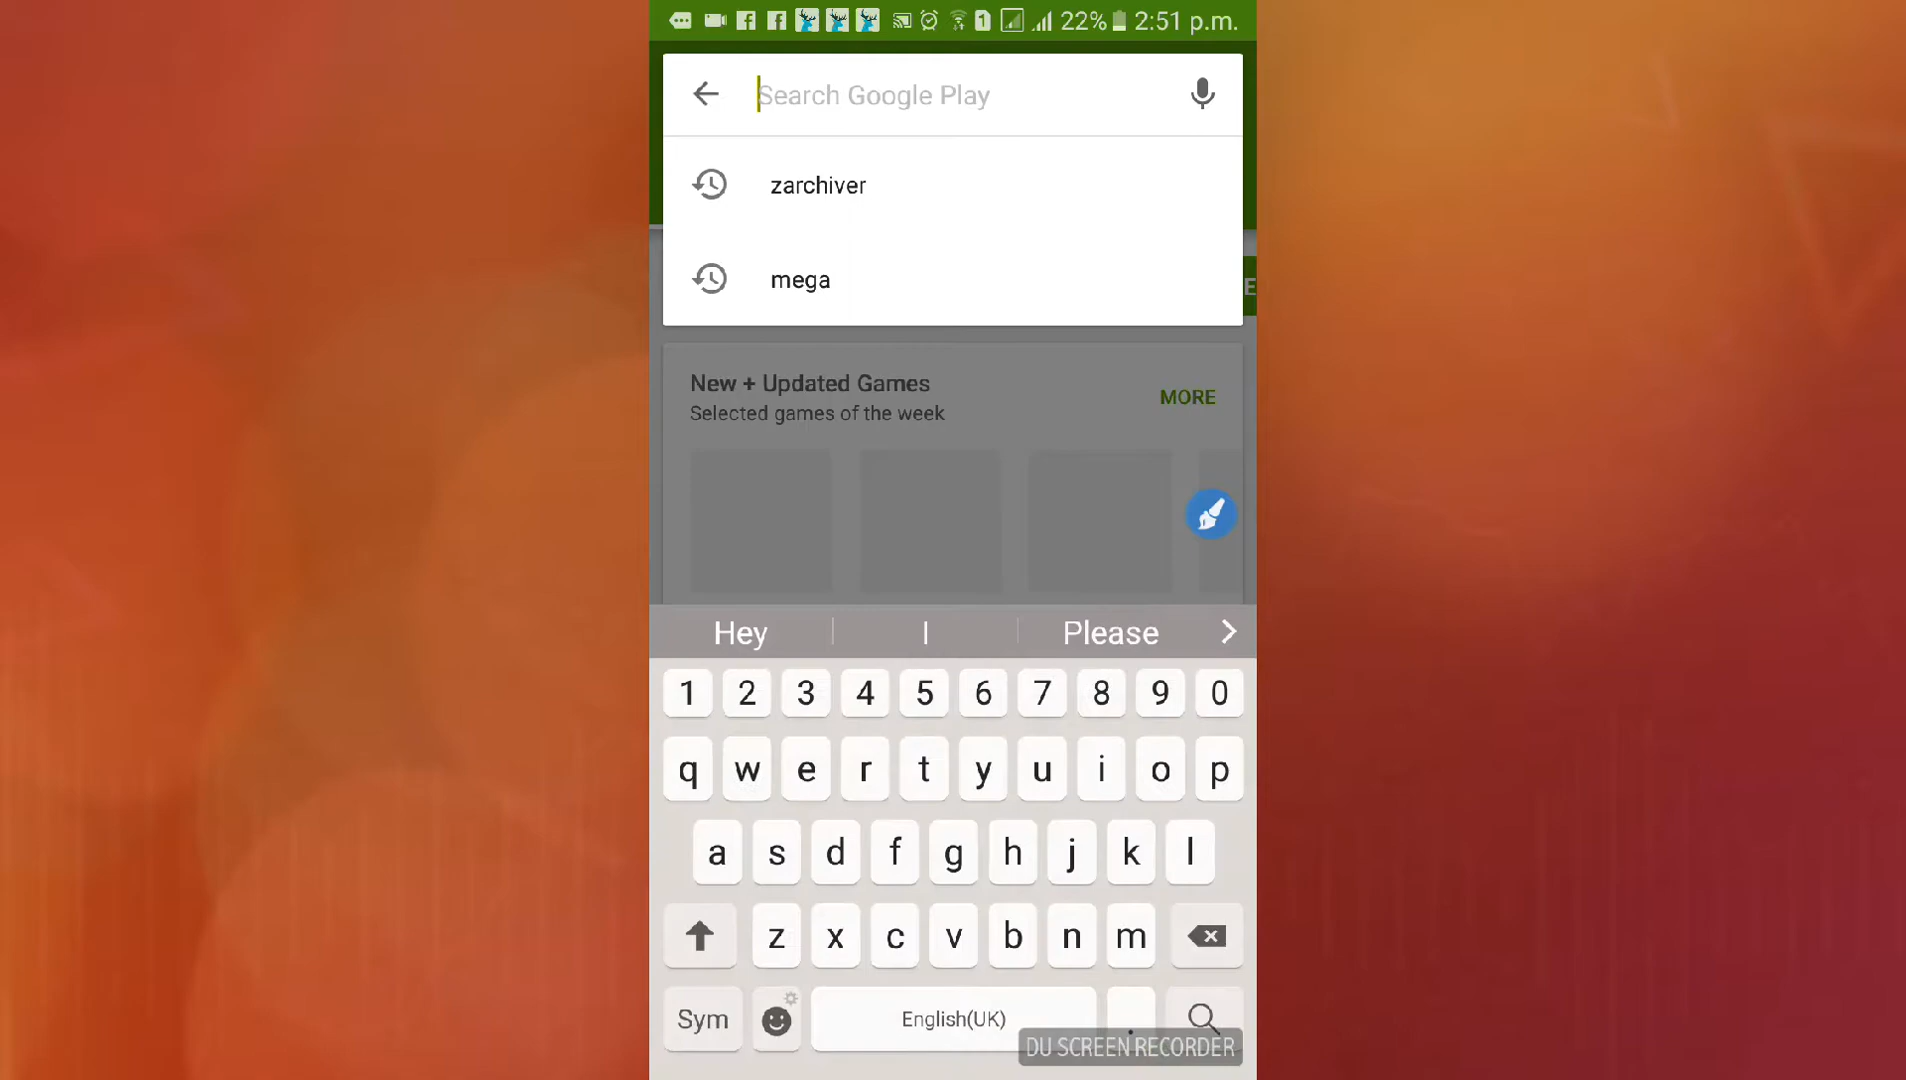 22% 2:51 p.m.
Search Google Play
zarchiver
mega
E
New + Updated Games
MORE
Selected games of the week
Hey I Please
1 2 3 4 5 6 7 8 9 0
q w e r t y u i o p
a s d f g h j k l
z x c v b n m
Sym English(UK) .
DU SCREEN RECORDER